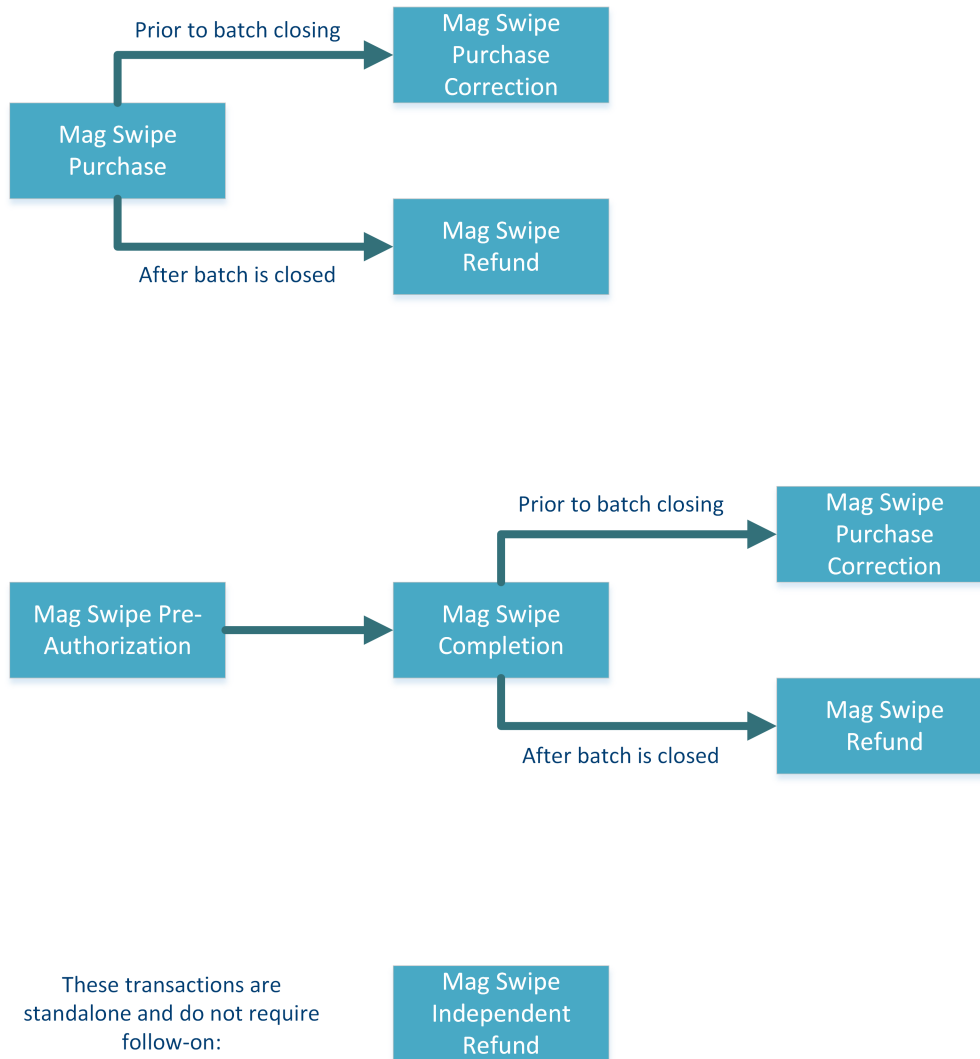 Prior to batch closing
Mag Swipe
Purchase
Correction
Mag Swipe
Purchase
Mag Swipe
Refund
After batch is closed
Prior to batch closing
Mag Swipe
Purchase
Correction
Mag Swipe Pre-
Authorization
Mag Swipe
Completion
Mag Swipe
Refund
After batch is closed
These transactions are
standalone and do not require
follow-on:
Mag Swipe
Independent
Refund